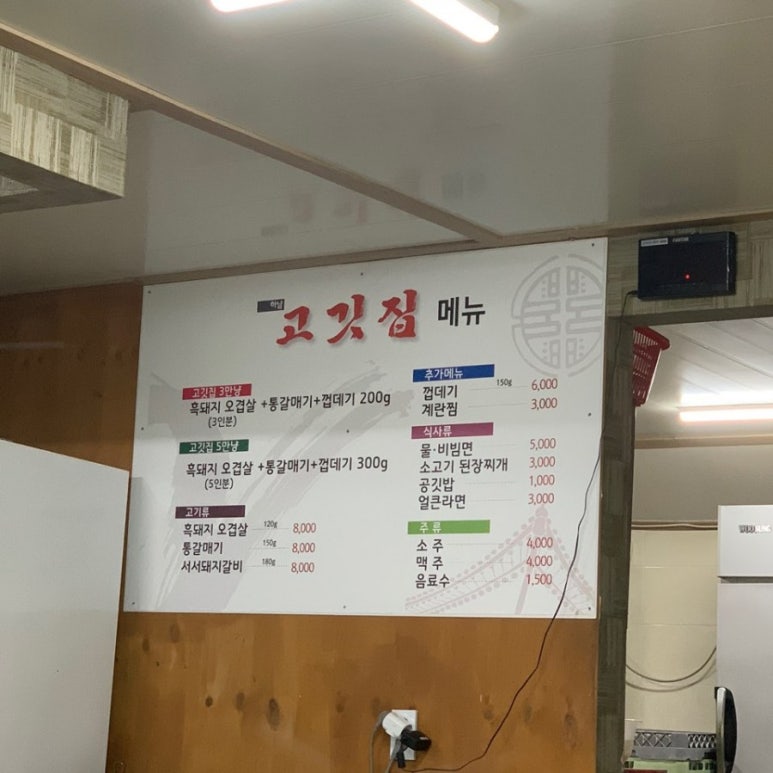 하남
고깃집 메뉴
고깃집 3만냥
흑돼지 오겹살 +통갈매기+껍데기 200g
(3인분)
고깃집 5만냥
흑돼지 오겹살 +통갈매기+껍데기 300g
(5인분)
고기류
흑돼지 오겹살 120g 8,000
통갈매기 150g 8,000
서서돼지갈비 180g 8,000
추가메뉴
껍데기 150g 6,000
계란찜 3,000
식사류
물·비빔면 5,000
소고기 된장찌개 3,000
공깃밥 1,000
얼큰라면 3,000
주류
소주 4,000
맥주 4,000
음료수 1,500